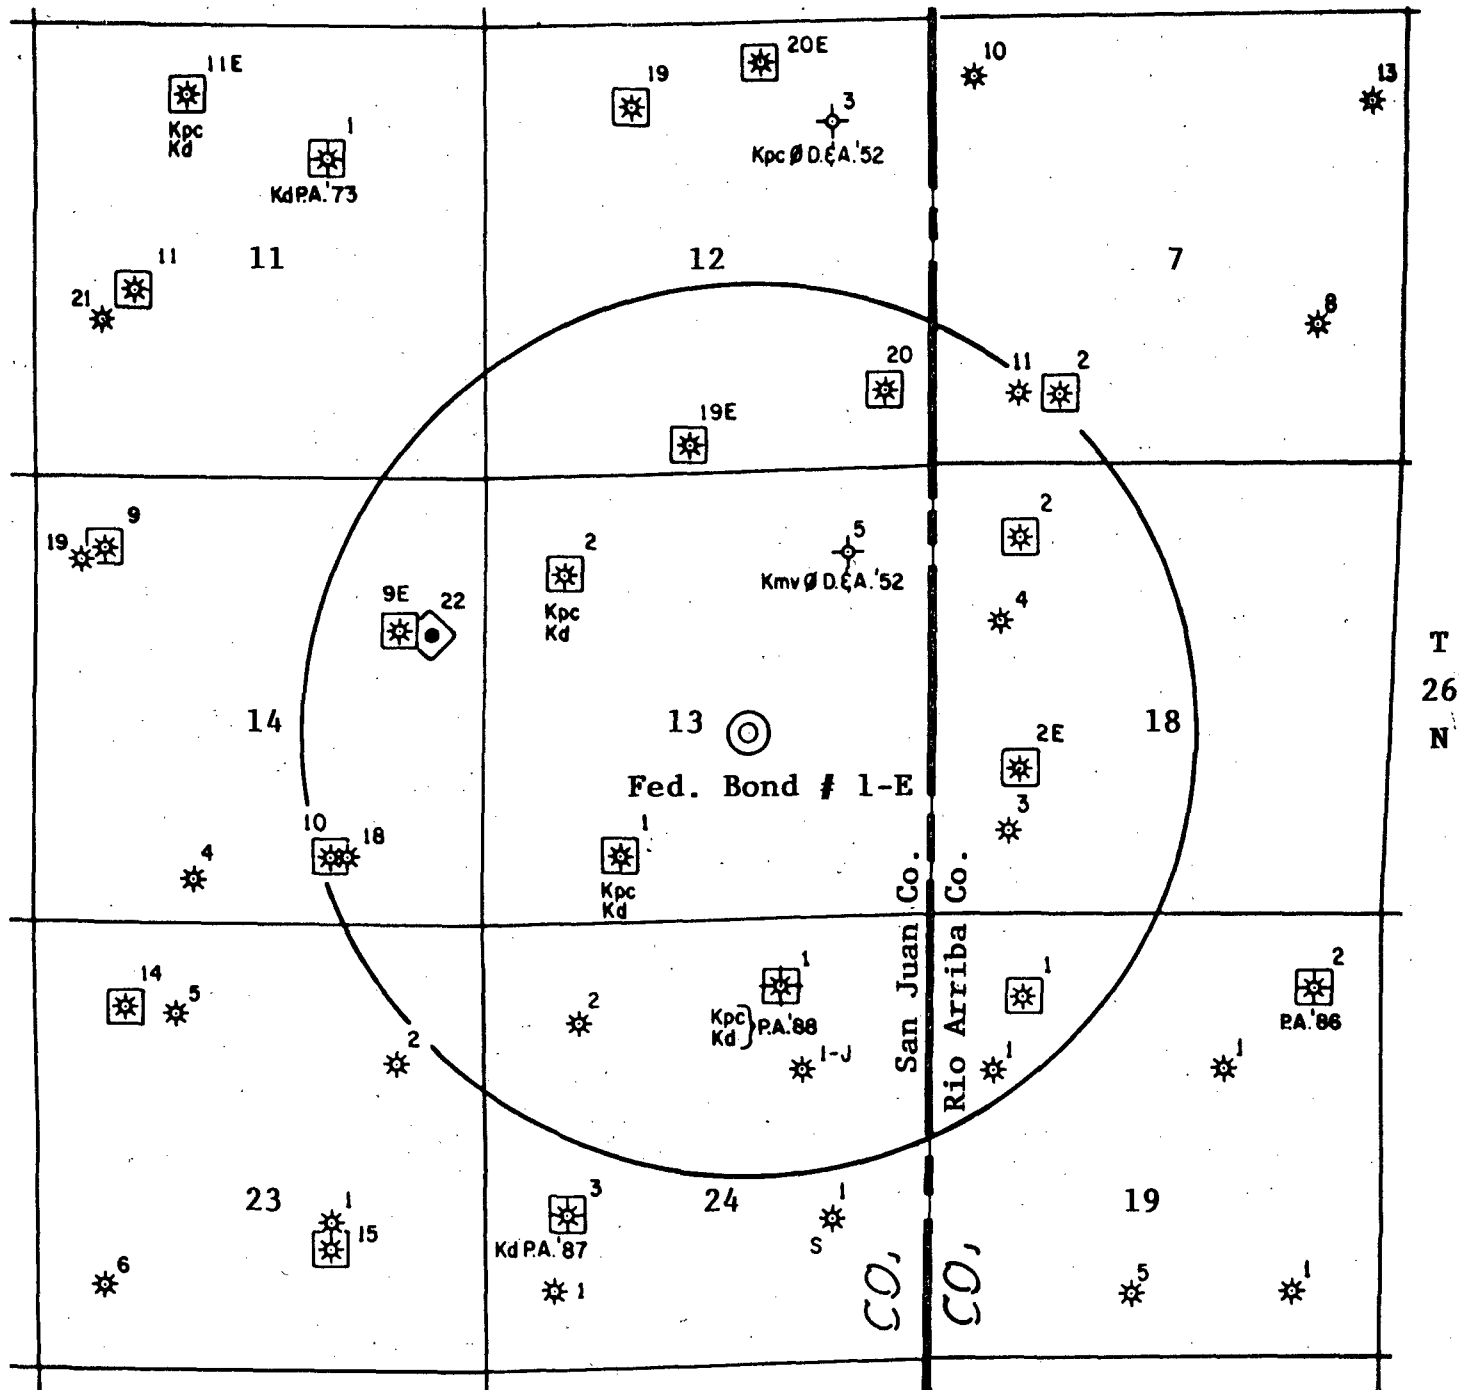 11E
Kpc
Kd
1
Kd P.A.'73
11
11
21
19
20E
3
Kpc Ø D.&A.'52
12
20
19E
10
13
7
8
11
2
9
19
9E
22
14
10
18
4
2
Kpc
Kd
5
Kmv Ø D.&A.'52
13
Fed. Bond # 1-E
1
Kpc
Kd
2
4
18
2E
3
T
26
N
San Juan Co.
Rio Arriba Co.
14
5
2
23
1
15
6
1
2
Kpc
Kd } P.A.'88
1-J
3
Kd P.A.'87
24
1
S
1
1
2
P.A.'86
1
1
19
5
1
CO,
CO,